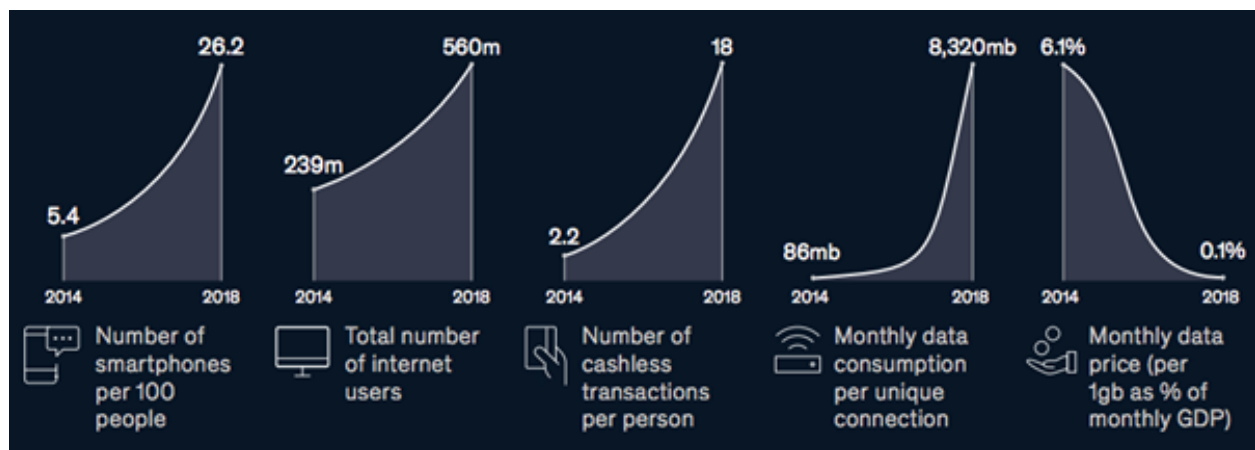 26.2
5.4
2014
2018
Number of
smartphones
per 100
people
560m
239m
2014
2018
Total number
of internet
users
18
2.2
2014
2018
Number of
cashless
transactions
per person
8,320mb
86mb
2014
2018
Monthly data
consumption
per unique
connection
6.1%
0.1%
2014
2018
Monthly data
price (per
1gb as % of
monthly GDP)